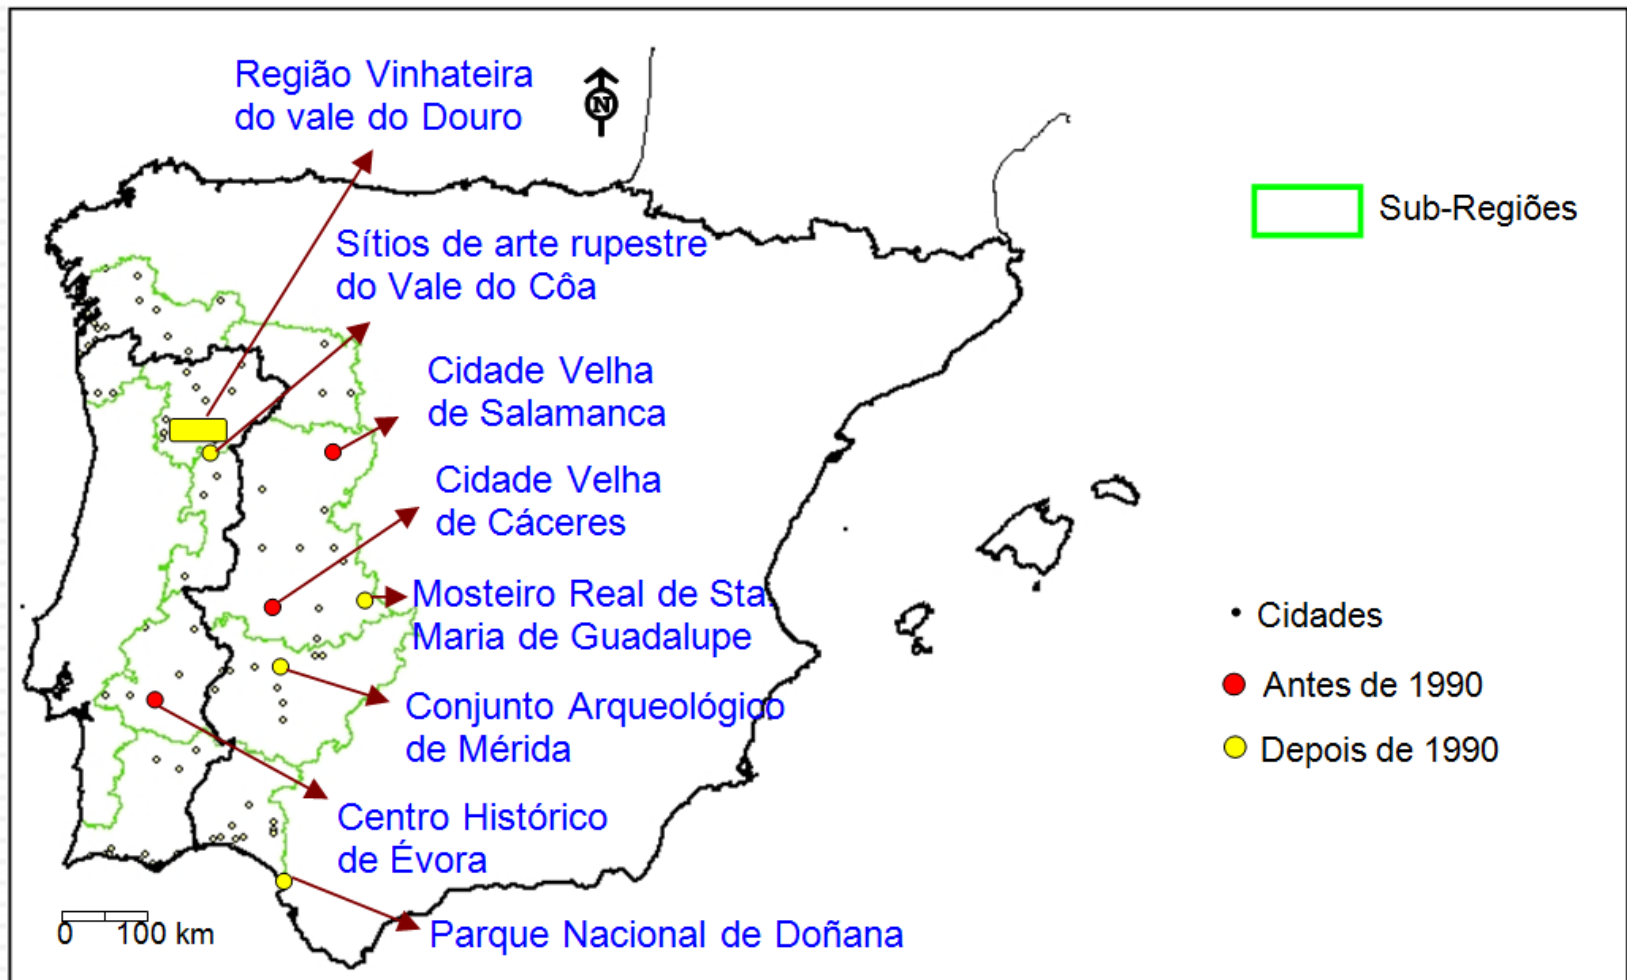 Região Vinhateira
do vale do Douro
N
Sítios de arte rupestre
do Vale do Côa
Sub-Regiões
Cidade Velha
de Salamanca
Cidade Velha
de Cáceres
Mosteiro Real de Sta.
Maria de Guadalupe
Cidades
Antes de 1990
Conjunto Arqueológico
de Mérida
Depois de 1990
Centro Histórico
de Évora
Parque Nacional de Doñana
0 100 km